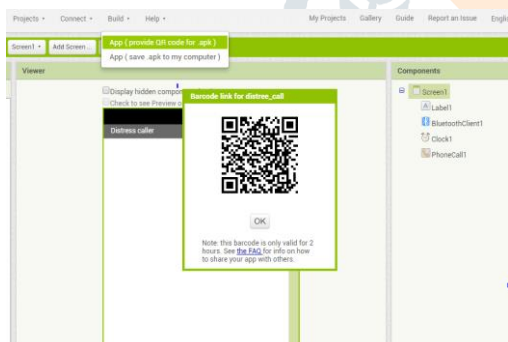 Projects Connect Build Help My Projects Gallery Guide Report an Issue Engli
Screen1 Add Screen ... App ( provide QR code for .apk )
App ( save .apk to my computer )
Viewer Components
Display hidden compon
Check to see Preview o
Barcode link for distree_call
Distress caller
OK
Note: this barcode is only valid for 2
hours. See the FAQ for info on how
to share your app with others.
Screen1
Label1
BluetoothClient1
Clock1
PhoneCall1